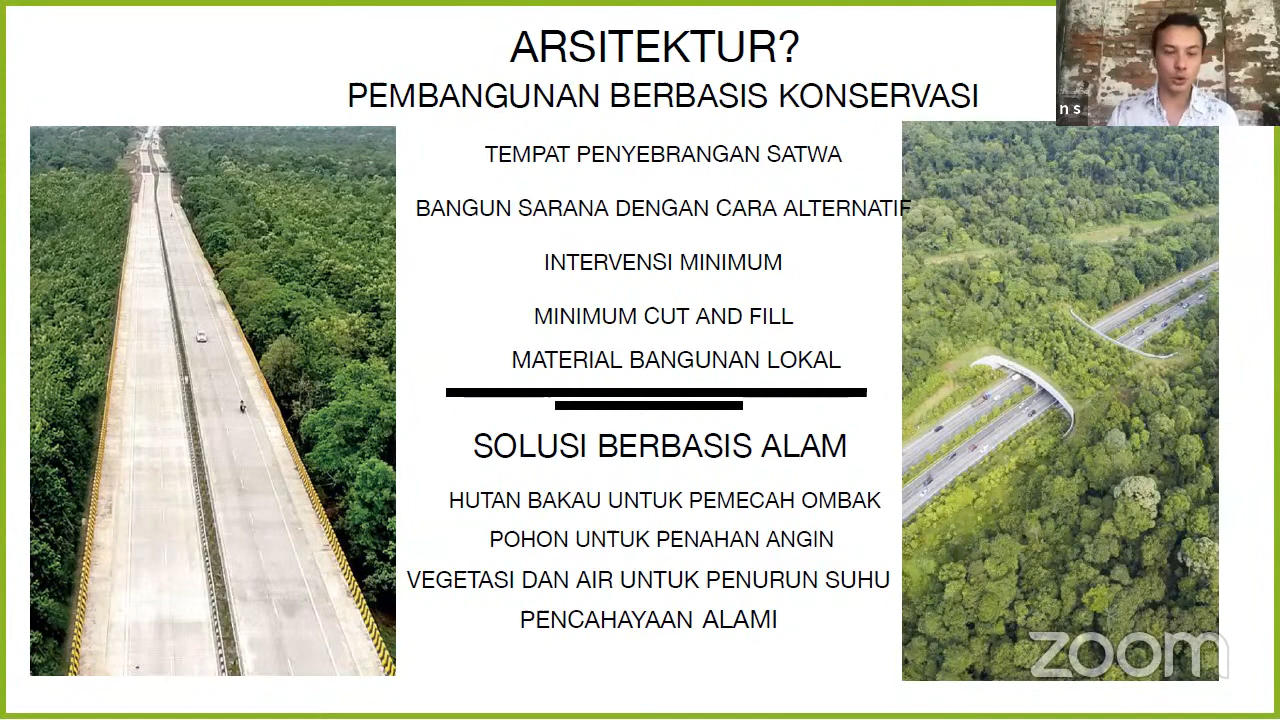 ARSITEKTUR?
PEMBANGUNAN BERBASIS KONSERVASI
n s
TEMPAT PENYEBRANGAN SATWA
BANGUN SARANA DENGAN CARA ALTERNATIF
INTERVENSI MINIMUM
MINIMUM CUT AND FILL
MATERIAL BANGUNAN LOKAL
SOLUSI BERBASIS ALAM
HUTAN BAKAU UNTUK PEMECAH OMBAK
POHON UNTUK PENAHAN ANGIN
VEGETASI DAN AIR UNTUK PENURUN SUHU
PENCAHAYAAN ALAMI
zoom